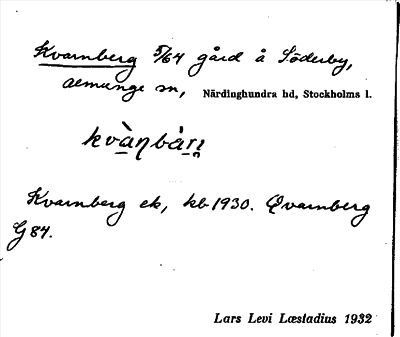 Kvarnberg 5/64 gård å Söderby,
Almunge sn, Närdinghundra hd, Stockholms l.
kvàŋbàrɩ
Kvarnberg ek, kb 1930. Qvarnberg
G 84.
Lars Levi Læstadius 1932